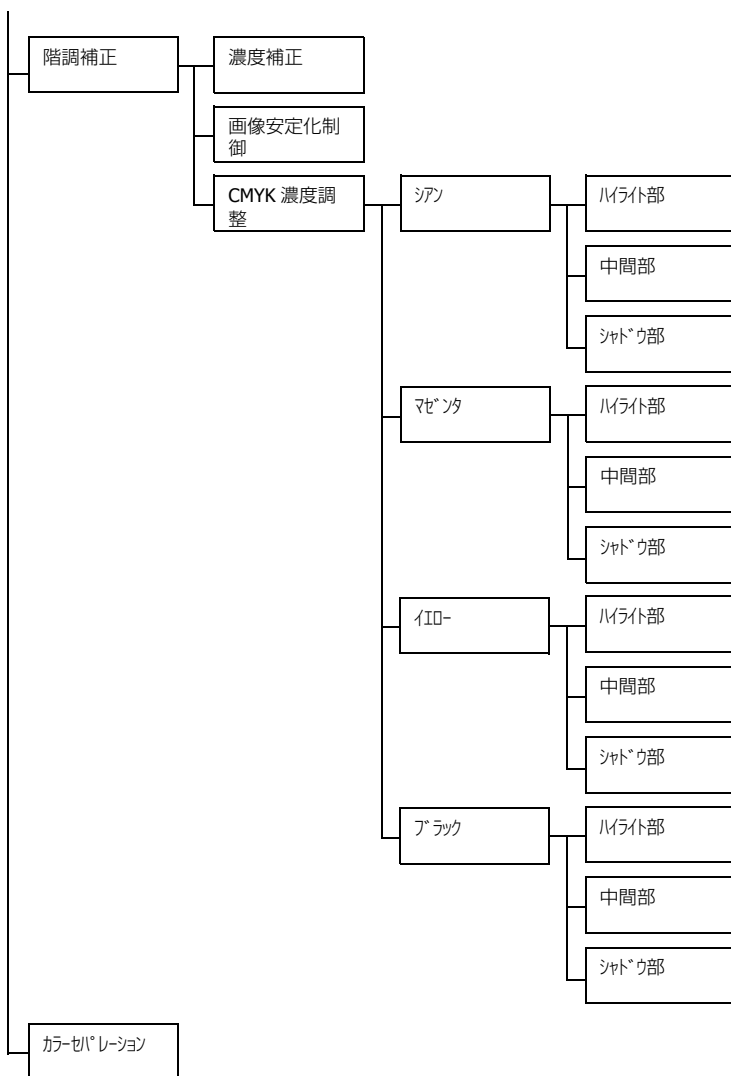 階調補正
濃度補正
画像安定化制
御
CMYK 濃度調
整
ｼｱﾝ
ﾊｲﾗｲﾄ部
中間部
ｼｬﾄﾞｳ部
ﾏｾﾞﾝﾀ
ﾊｲﾗｲﾄ部
中間部
ｼｬﾄﾞｳ部
ｲｴﾛｰ
ﾊｲﾗｲﾄ部
中間部
ｼｬﾄﾞｳ部
ﾌﾞﾗｯｸ
ﾊｲﾗｲﾄ部
中間部
ｼｬﾄﾞｳ部
ｶﾗｰｾﾊﾟﾚｰｼｮﾝ